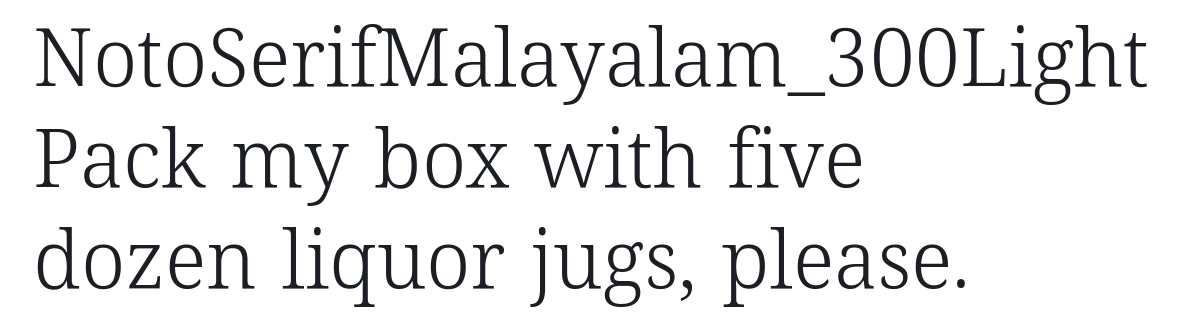 NotoSerifMalayalam_300Light
Pack my box with five
dozen liquor jugs, please.